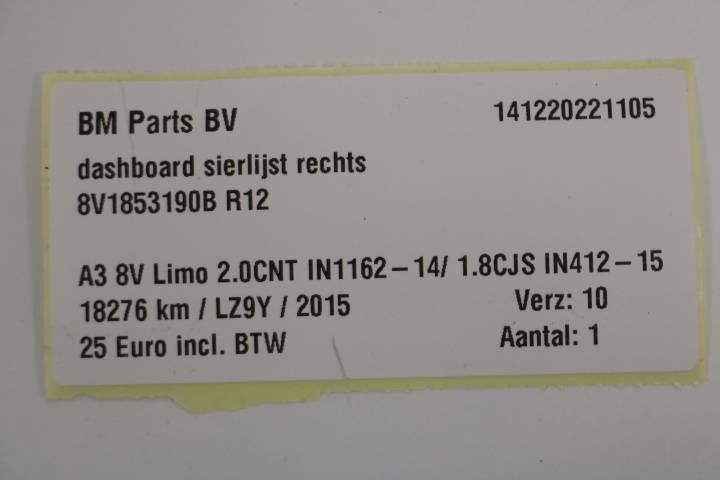 BM Parts BV 141220221105
dashboard sierlijst rechts
8V1853190B R12
A3 8V Limo 2.0CNT IN1162-14/ 1.8CJS IN412-15
18276 km / LZ9Y / 2015 Verz: 10
25 Euro incl. BTW Aantal: 1